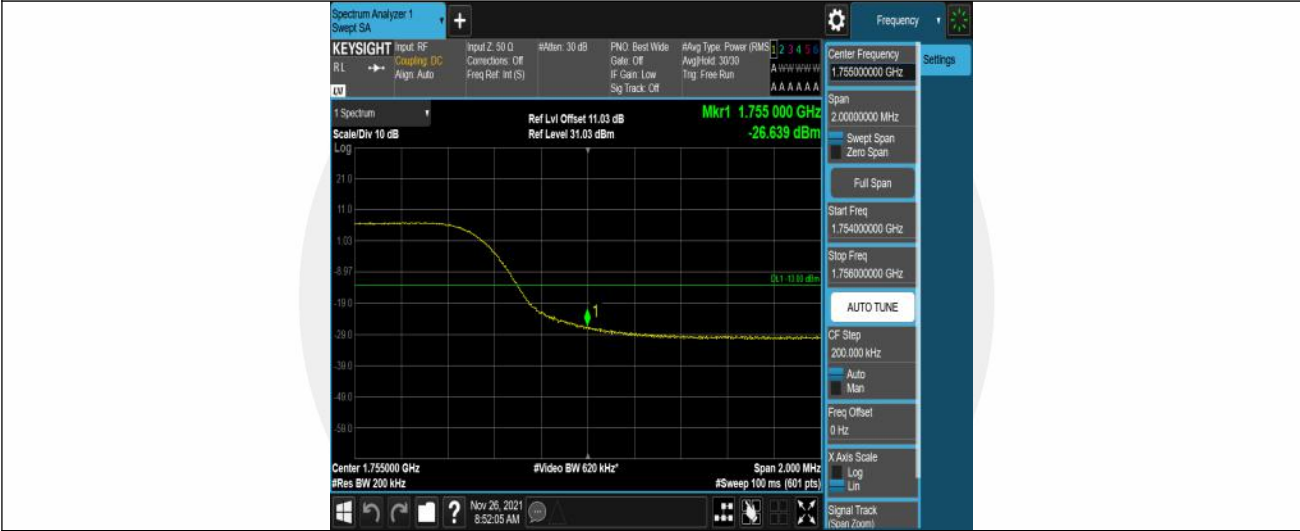 Spectrum Analyzer 1
Swept SA
Frequency
KEYSIGHT
RL
LV
Input: RF
Coupling: DC
Align: Auto
Input Z: 50 Ω
Corrections: Off
Freq Ref: Int (S)
#Atten: 30 dB
PNO: Best Wide
Gate: Off
IF Gain: Low
Sig Track: Off
#Avg Type: Power (RMS
Avg|Hold: 30/30
Trig: Free Run
1 2 3 4 5 6
A W W W W W
A A A A A A
Center Frequency
1.755000000 GHz
Settings
Span
2.00000000 MHz
Swept Span
Zero Span
Full Span
Start Freq
1.754000000 GHz
Stop Freq
1.756000000 GHz
AUTO TUNE
CF Step
200.000 kHz
Auto
Man
Freq Offset
0 Hz
X Axis Scale
Log
Lin
Signal Track
(Span Zoom)
1 Spectrum
Scale/Div 10 dB
Log
Ref Lvl Offset 11.03 dB
Ref Level 31.03 dBm
Mkr1 1.755 000 GHz
-26.639 dBm
21.0
11.0
1.03
-8.97
DL1 -13.00 dBm
-19.0
1
-29.0
-39.0
-49.0
-59.0
Center 1.755000 GHz
#Res BW 200 kHz
#Video BW 620 kHz*
Span 2.000 MHz
#Sweep 100 ms (601 pts)
?
Nov 26, 2021
8:52:05 AM